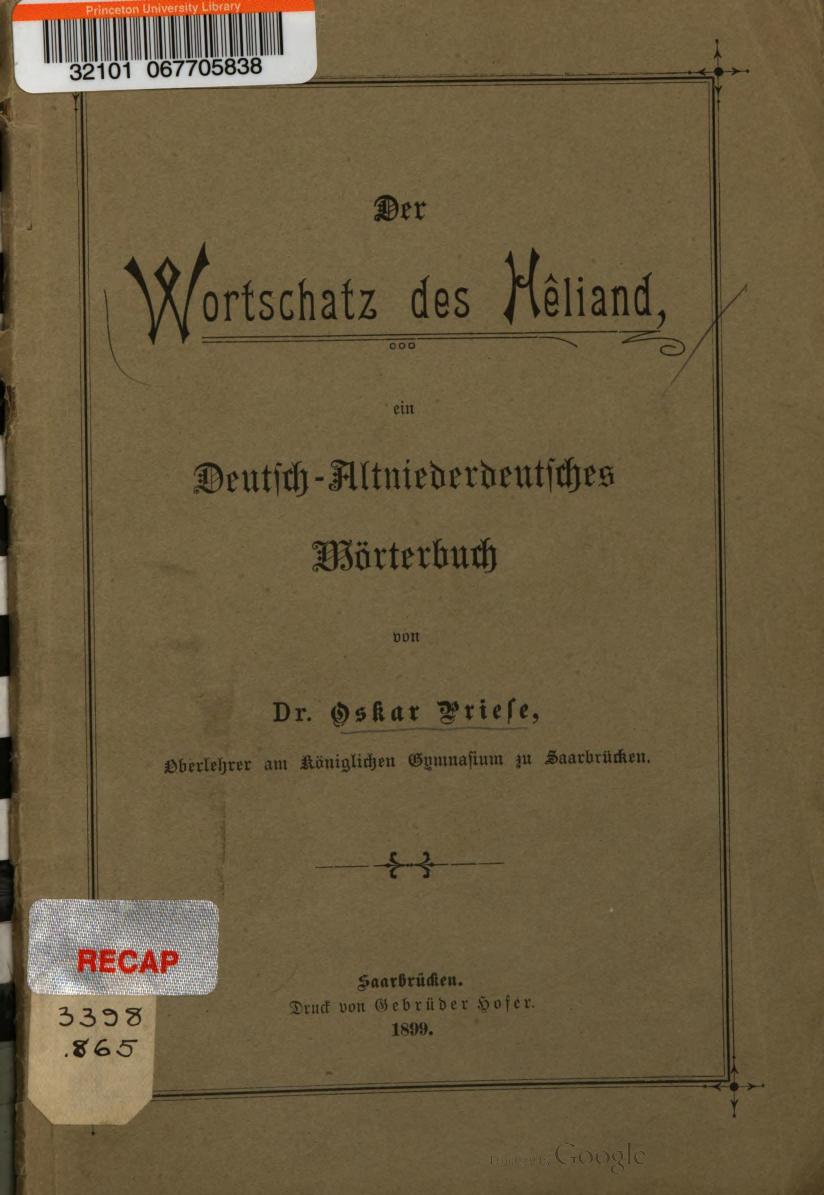 Princeton University Library
32101 067705838
Der
Wortschatz des Hêliand,
ein
Deutsch-Altniederdeutsches
Wörterbuch
von
Dr. Oskar Priese,
Oberlehrer am Königlichen Gymnasium zu Saarbrücken.
RECAP
3398
.865
Saarbrücken.
Druck von Gebrüder Hofer.
1899.
Google